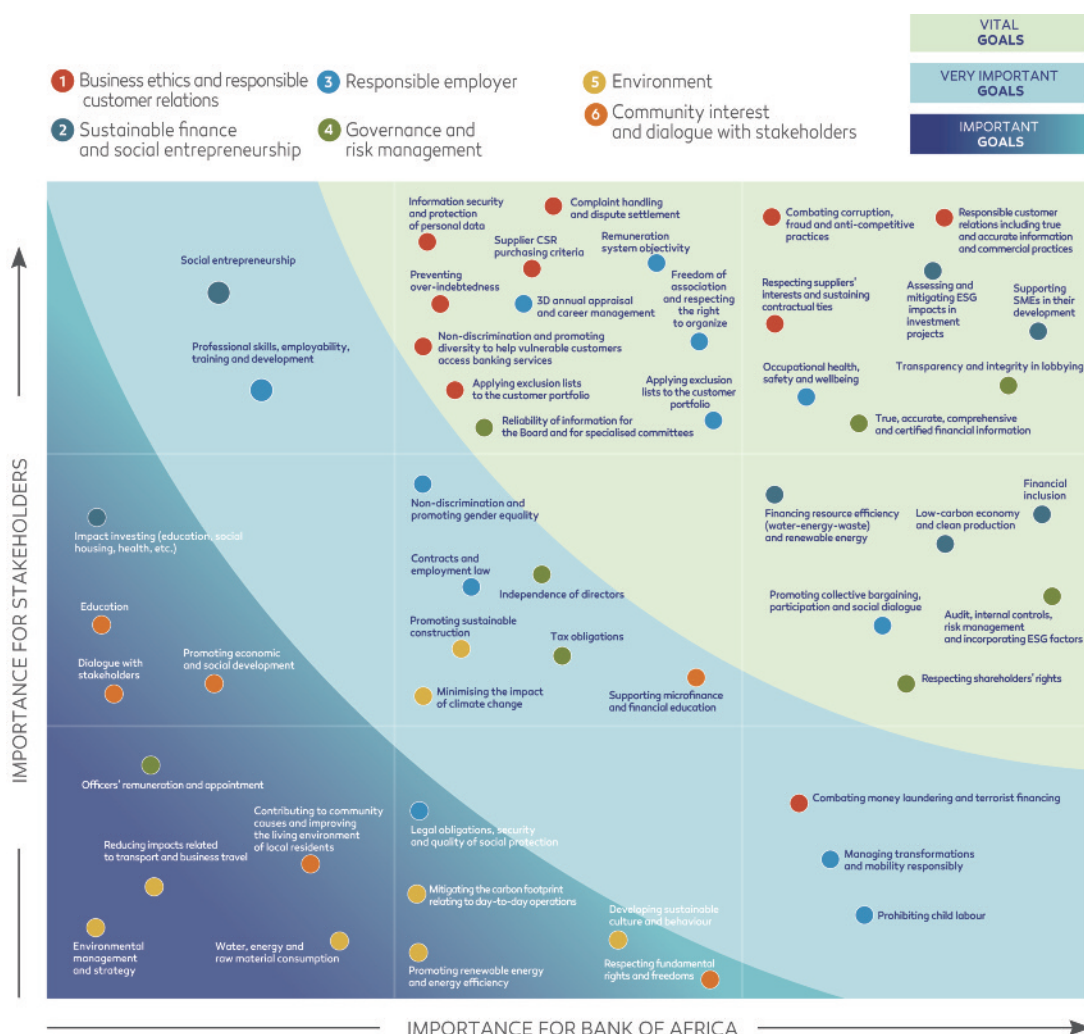 VITAL
GOALS
VERY IMPORTANT
GOALS
IMPORTANT
GOALS
1 Business ethics and responsible
customer relations
2 Sustainable finance
and social entrepreneurship
3 Responsible employer
4 Governance and
risk management
5 Environment
6 Community interest
and dialogue with stakeholders
IMPORTANCE FOR STAKEHOLDERS
Social entrepreneurship
Professional skills, employability,
training and development
Information security
and protection
of personal data
Complaint handling
and dispute settlement
Supplier CSR
purchasing criteria
Remuneration
system objectivity
Preventing
over-indebtedness
3D annual appraisal
and career management
Freedom of
association
and respecting
the right
to organize
Non-discrimination and promoting
diversity to help vulnerable customers
access banking services
Applying exclusion lists
to the customer portfolio
Applying exclusion
lists to the customer
portfolio
Reliability of information for
the Board and for specialised committees
Combating corruption,
fraud and anti-competitive
practices
Responsible customer
relations including true
and accurate information
and commercial practices
Respecting suppliers'
interests and sustaining
contractual ties
Assessing and
mitigating ESG
impacts in
investment
projects
Supporting
SMEs in their
development
Occupational health,
safety and wellbeing
Transparency and integrity in lobbying
True, accurate, comprehensive
and certified financial information
Impact investing (education, social
housing, health, etc.)
Education
Dialogue with
stakeholders
Promoting economic
and social development
Non-discrimination and
promoting gender equality
Contracts and
employment law
Independence of directors
Promoting sustainable
construction
Tax obligations
Minimising the impact
of climate change
Supporting microfinance
and financial education
Financing resource efficiency
(water-energy-waste)
and renewable energy
Low-carbon economy
and clean production
Financial
inclusion
Promoting collective bargaining,
participation and social dialogue
Audit, internal controls,
risk management
and incorporating ESG factors
Respecting shareholders' rights
Officers' remuneration and appointment
Contributing to community
causes and improving
the living environment
of local residents
Reducing impacts related
to transport and business travel
Environmental
management
and strategy
Water, energy and
raw material consumption
Legal obligations, security
and quality of social protection
Mitigating the carbon footprint
relating to day-to-day operations
Developing sustainable
culture and behaviour
Promoting renewable energy
and energy efficiency
Respecting fundamental
rights and freedoms
Combating money laundering and terrorist financing
Managing transformations
and mobility responsibly
Prohibiting child labour
IMPORTANCE FOR BANK OF AFRICA